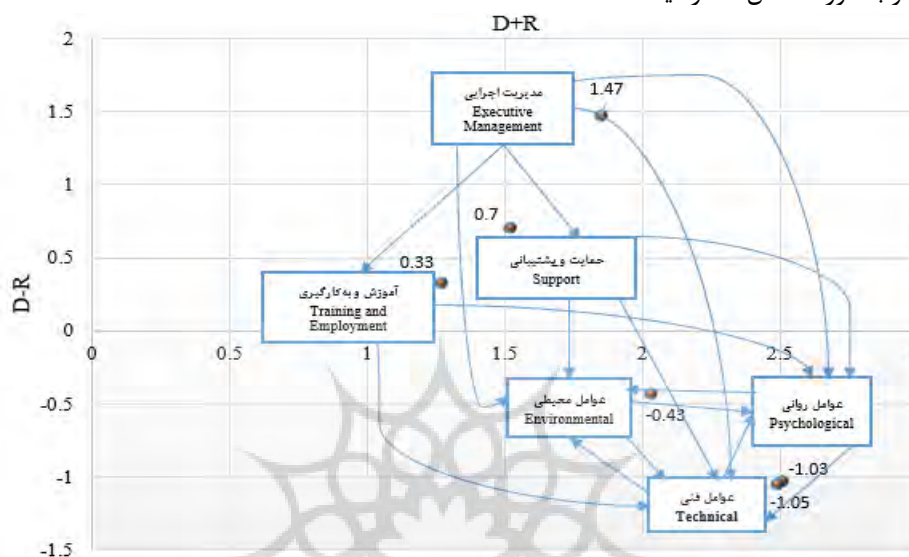 D+R
D-R
2
1.5
1
0.5
0
-0.5
-1
-1.5
0
0.5
1
1.5
2
2.5
مدیریت اجرایی
Executive
Management
1.47
0.7
حمایت و پشتیبانی
Support
0.33
آموزش و به‌کارگیری
Training and
Employment
عوامل محیطی
Environmental
-0.43
عوامل روانی
Psychological
عوامل فنی
Technical
-1.03
-1.05